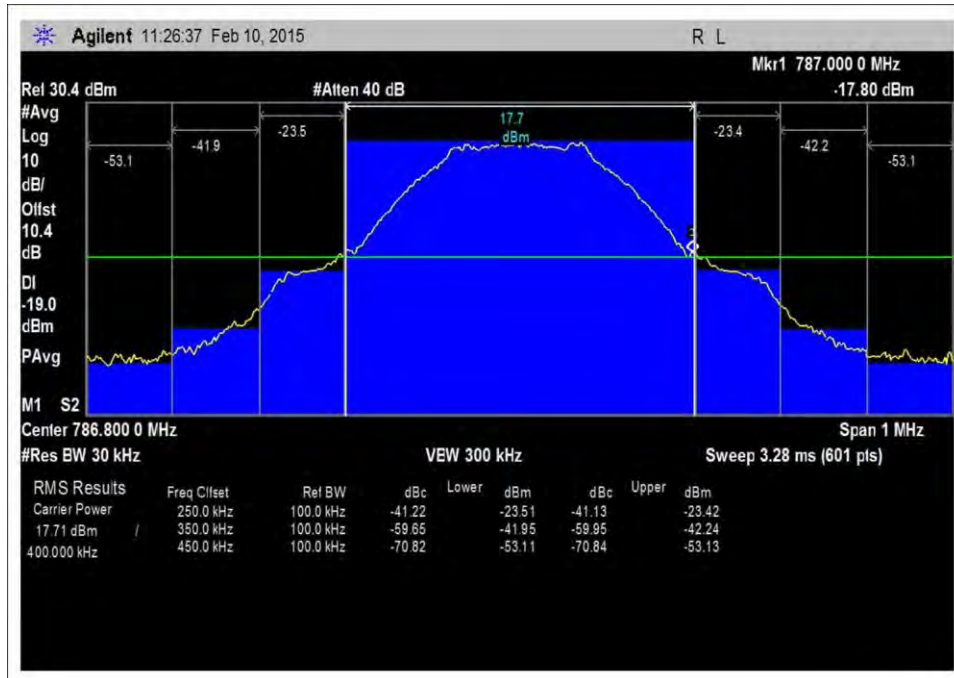 Agilent 11:26:37 Feb 10, 2015 R L
Mkr1 787.000 0 MHz
Rel 30.4 dBm #Atten 40 dB -17.80 dBm
#Avg
Log
10
dB/
Offst
10.4
dB
DI
-19.0
dBm
PAvg
M1 S2
-53.1
-41.9
-23.5
17.7
dBm
-23.4
-42.2
-53.1
Center 786.800 0 MHz Span 1 MHz
#Res BW 30 kHz VEW 300 kHz Sweep 3.28 ms (601 pts)
RMS Results Freq Clfset Ref BW dBc Lower dBm dBc Upper dBm
Carrier Power 250.0 kHz 100.0 kHz -41.22 -23.51 -41.13 -23.42
17.71 dBm / 350.0 kHz 100.0 kHz -59.65 -41.95 -59.95 -42.24
400.000 kHz 450.0 kHz 100.0 kHz -70.82 -53.11 -70.84 -53.13